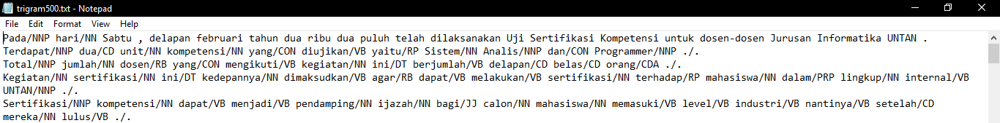 trigram500.txt - Notepad
File Edit Format View Help
Pada/NNP hari/NN Sabtu , delapan februari tahun dua ribu dua puluh telah dilaksanakan Uji Sertifikasi Kompetensi untuk dosen-dosen Jurusan Informatika UNTAN .
Terdapat/NNP dua/CD unit/NN kompetensi/NN yang/CON diujikan/VB yaitu/RP Sistem/NN Analis/NNP dan/CON Programmer/NNP ./.
Total/NNP jumlah/NN dosen/RB yang/CON mengikuti/VB kegiatan/NN ini/DT berjumlah/VB delapan/CD belas/CD orang/CDA ./.
Kegiatan/NN sertifikasi/NN ini/DT kedepannya/NN dimaksudkan/VB agar/RB dapat/VB melakukan/VB sertifikasi/NN terhadap/RP mahasiswa/NN dalam/PRP lingkup/NN internal/VB
UNTAN/NNP ./.
Sertifikasi/NNP kompetensi/NN dapat/VB menjadi/VB pendamping/NN ijazah/NN bagi/JJ calon/NN mahasiswa/NN memasuki/VB level/VB industri/VB nantinya/VB setelah/CD
mereka/NN lulus/VB ./.